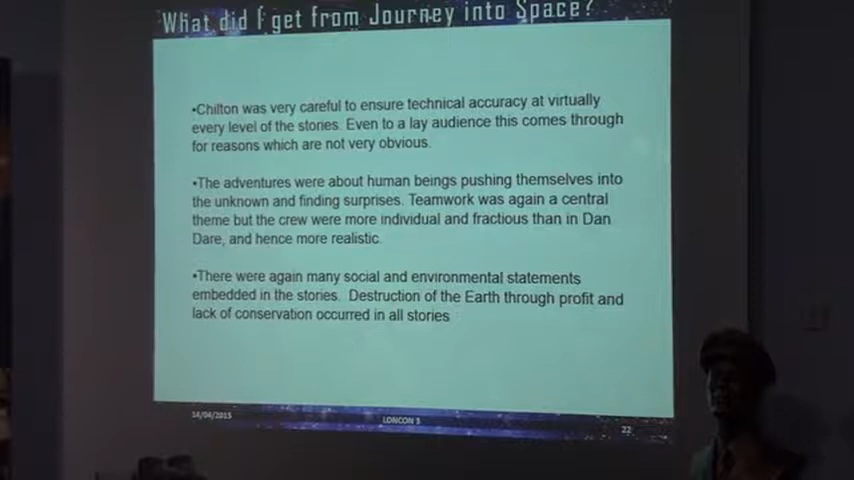 What did I get from Journey into Space?
•Chilton was very careful to ensure technical accuracy at virtually
every level of the stories. Even to a lay audience this comes through
for reasons which are not very obvious.
•The adventures were about human beings pushing themselves into
the unknown and finding surprises. Teamwork was again a central
theme but the crew were more individual and fractious than in Dan
Dare, and hence more realistic.
•There were again many social and environmental statements
embedded in the stories. Destruction of the Earth through profit and
lack of conservation occurred in all stories
14/04/2015
LONCON 3
22